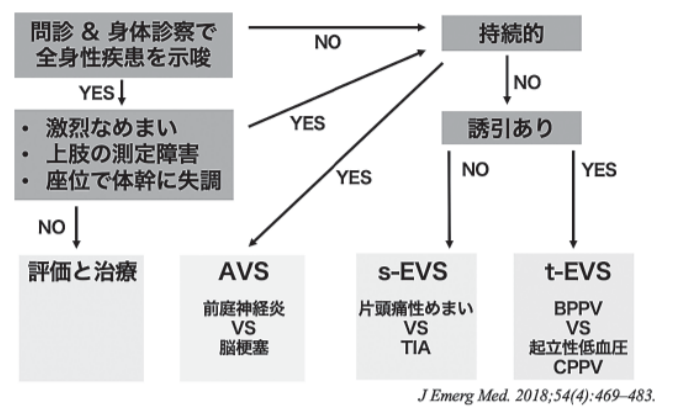 問診 & 身体診察で
全身性疾患を示唆
NO
持続的
YES
NO
・ 激烈なめまい
・ 上肢の測定障害
・ 座位で体幹に失調
YES
誘引あり
YES
NO
YES
NO
評価と治療
AVS
前庭神経炎
VS
脳梗塞
s-EVS
片頭痛性めまい
VS
TIA
t-EVS
BPPV
VS
起立性低血圧
CPPV
J Emerg Med. 2018;54(4):469–483.